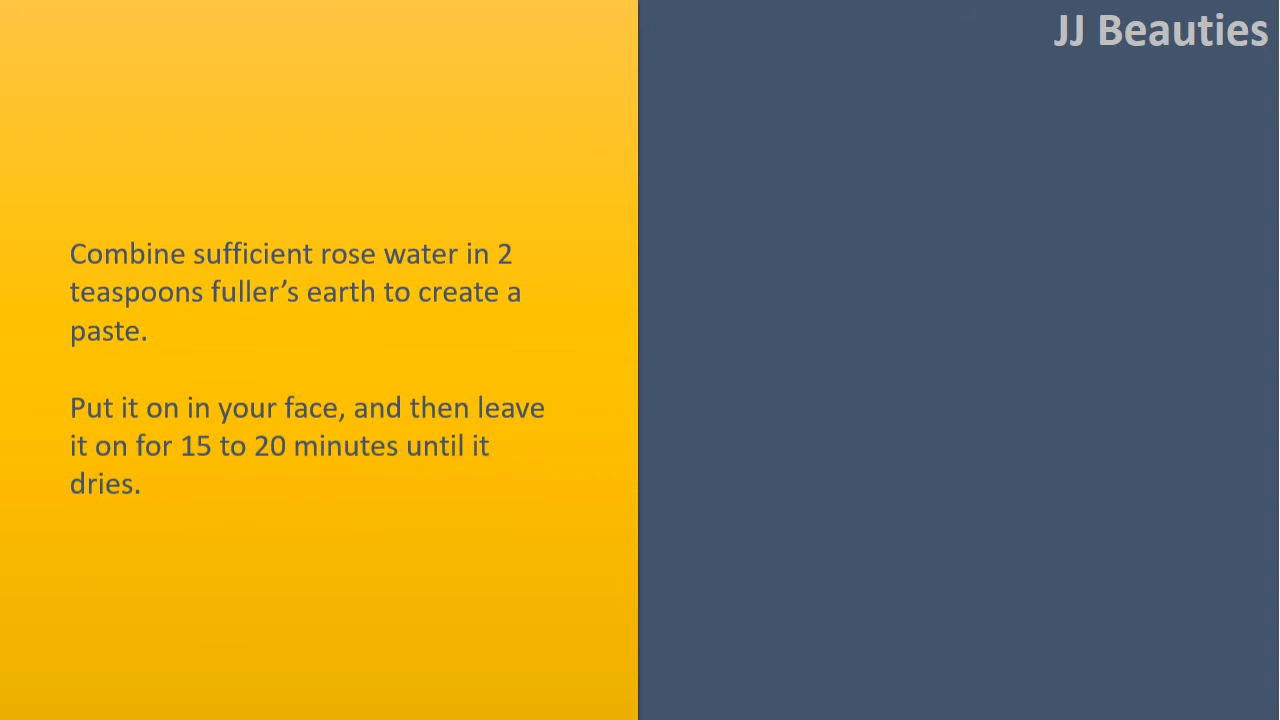 JJ Beauties
Combine sufficient rose water in 2
teaspoons fuller’s earth to create a
paste.
Put it on in your face, and then leave
it on for 15 to 20 minutes until it
dries.